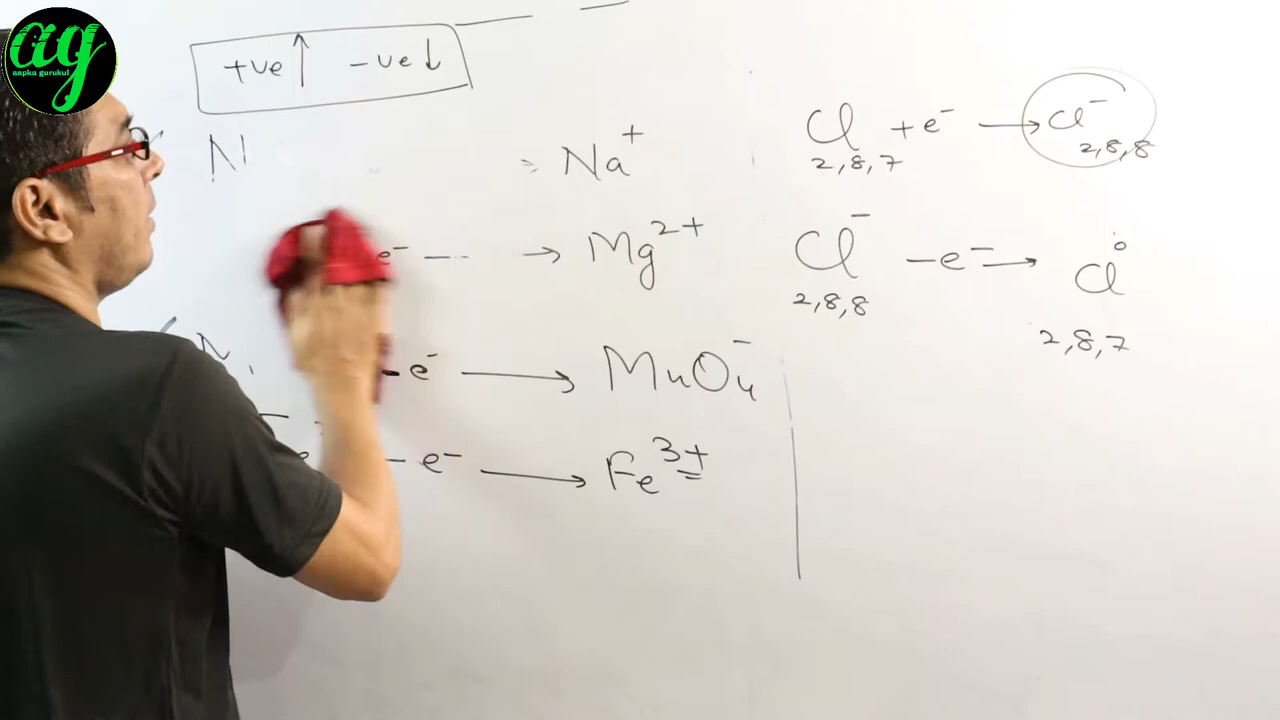 ag
aapka gurukul
+ve ↑ -ve ↓
Na⁺
e⁻ → Mg²⁺
- e⁻ → MnO₄⁻
- e⁻ → Fe³⁺
Cl + e⁻ → Cl⁻
2,8,7 2,8,8
Cl⁻ - e⁻ → Cl°
2,8,8 2,8,7